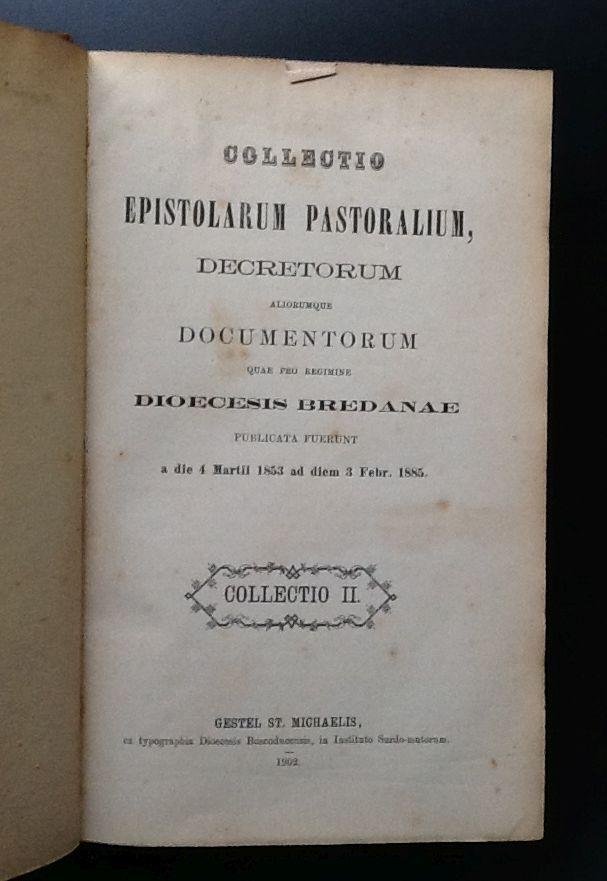 COLLECTIO
EPISTOLARUM PASTORALIUM,
DECRETORUM
ALIORUMQUE
DOCUMENTORUM
QUAE PRO REGIMINE
DIOECESIS BREDANAE
PUBLICATA FUERUNT
a die 4 Martii 1853 ad diem 3 Febr. 1885.
COLLECTIO II.
GESTEL ST. MICHAELIS,
ex typographia Dioecesis Buscoducensis, in Instituto Surdo-mutorum.
1902.